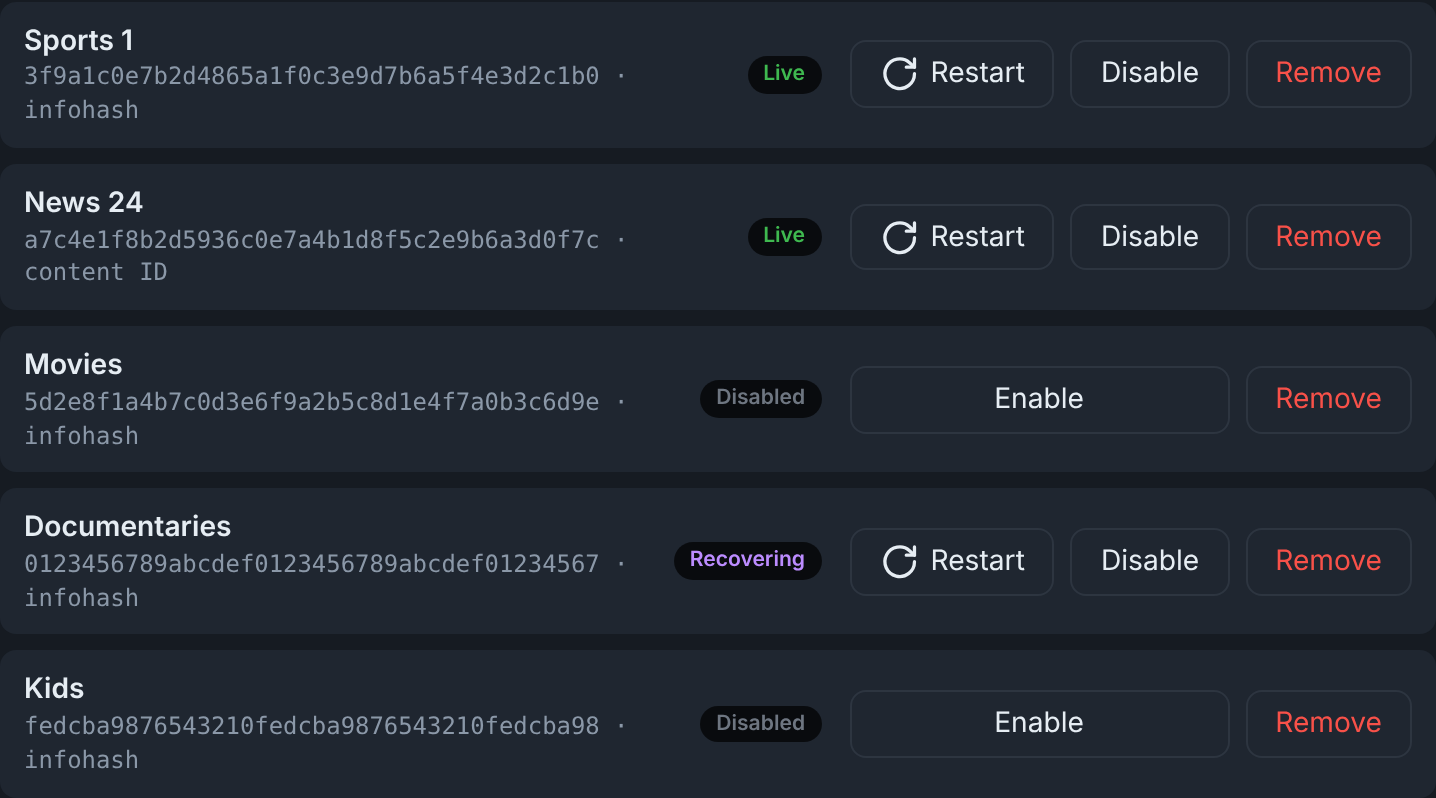 Sports 1
3f9a1c0e7b2d4865a1f0c3e9d7b6a5f4e3d2c1b0 ·
infohash
Live
Restart
Disable
Remove
News 24
a7c4e1f8b2d5936c0e7a4b1d8f5c2e9b6a3d0f7c ·
content ID
Live
Restart
Disable
Remove
Movies
5d2e8f1a4b7c0d3e6f9a2b5c8d1e4f7a0b3c6d9e ·
infohash
Disabled
Enable
Remove
Documentaries
0123456789abcdef0123456789abcdef01234567 ·
infohash
Recovering
Restart
Disable
Remove
Kids
fedcba9876543210fedcba9876543210fedcba98 ·
infohash
Disabled
Enable
Remove